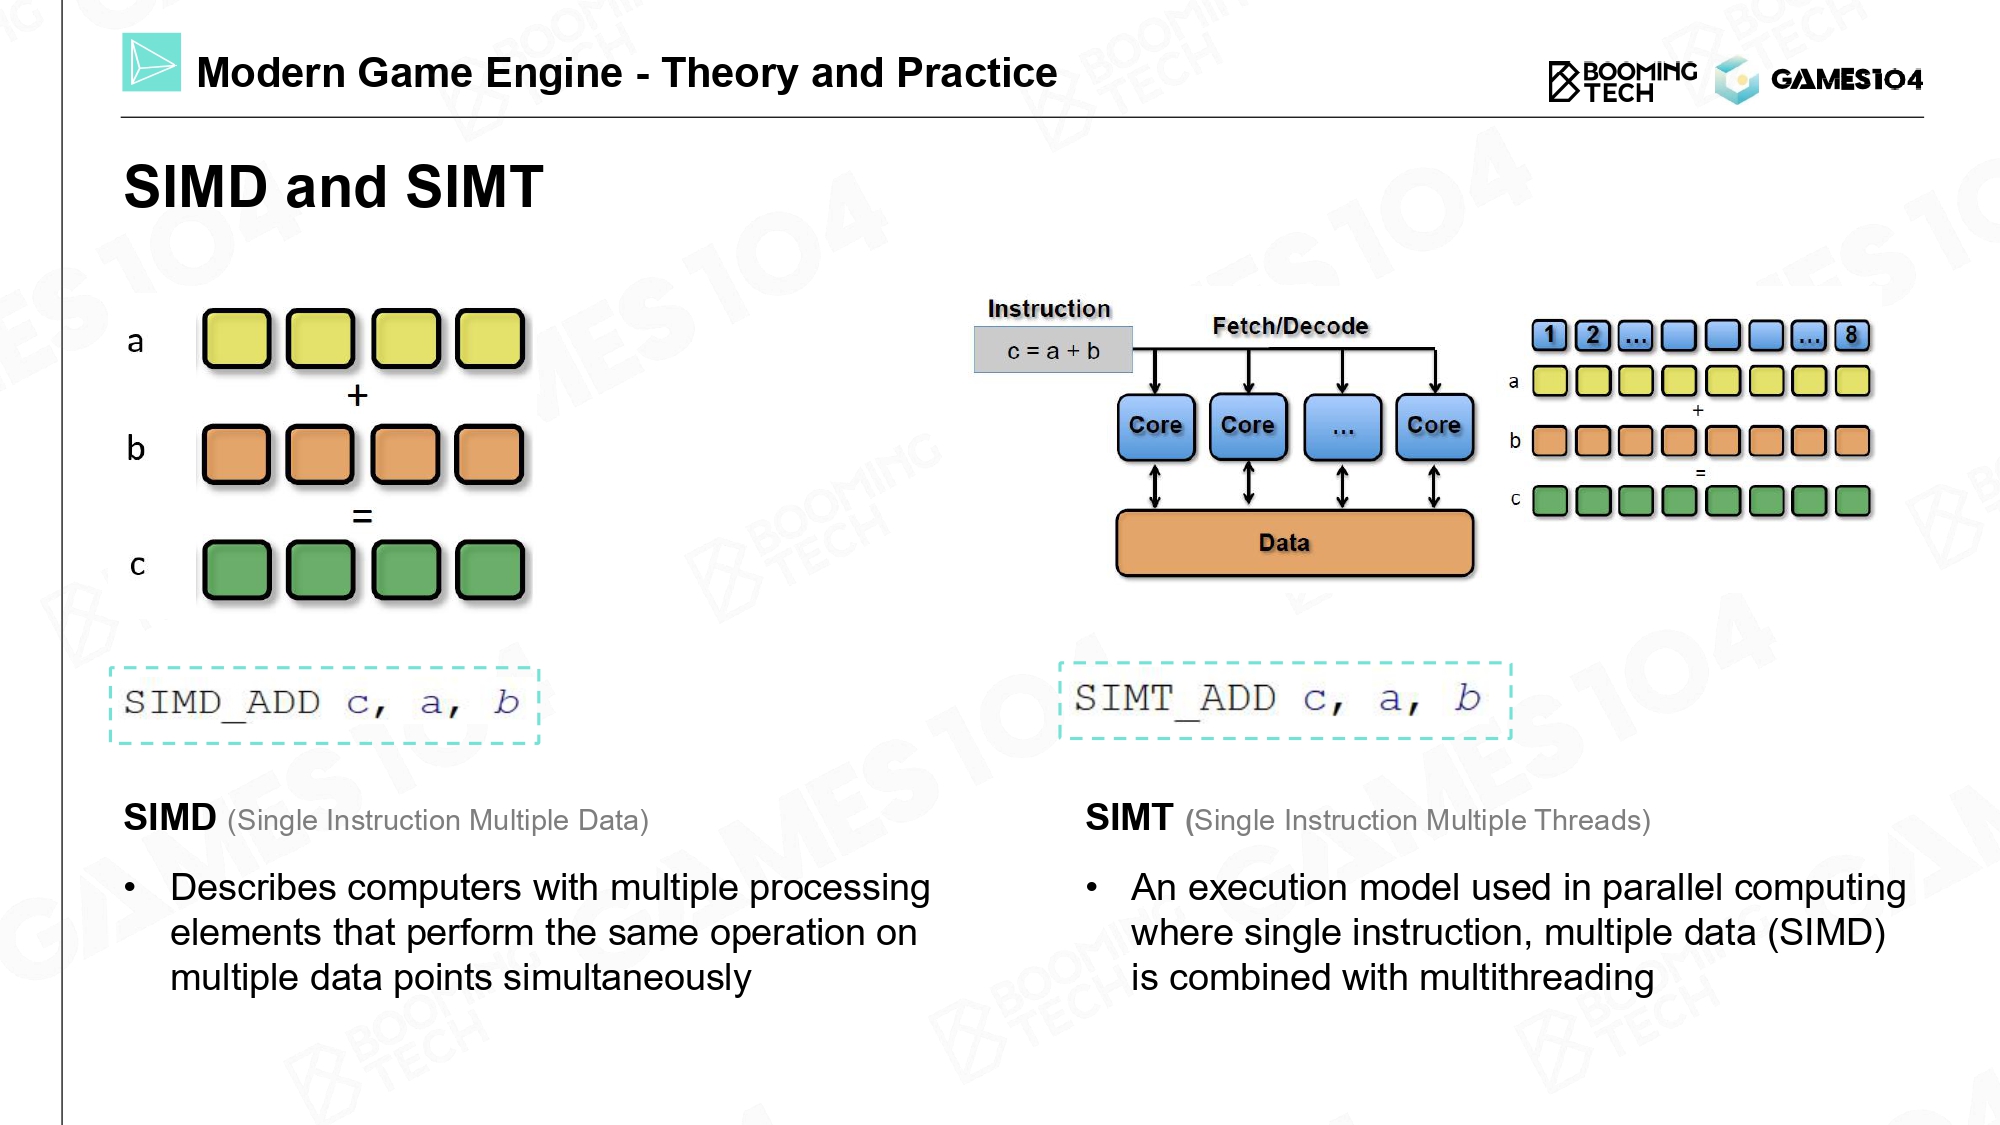 Modern Game Engine - Theory and Practice
BOOMING
TECH
GAMES104
SIMD and SIMT
a
+
b
=
c
SIMD_ADD c, a, b
Instruction
c = a + b
Fetch/Decode
Core Core ... Core
Data
1 2 ... ... 8
a
+
b
=
c
SIMT_ADD c, a, b
SIMD (Single Instruction Multiple Data)
• Describes computers with multiple processing
elements that perform the same operation on
multiple data points simultaneously
SIMT (Single Instruction Multiple Threads)
• An execution model used in parallel computing
where single instruction, multiple data (SIMD)
is combined with multithreading